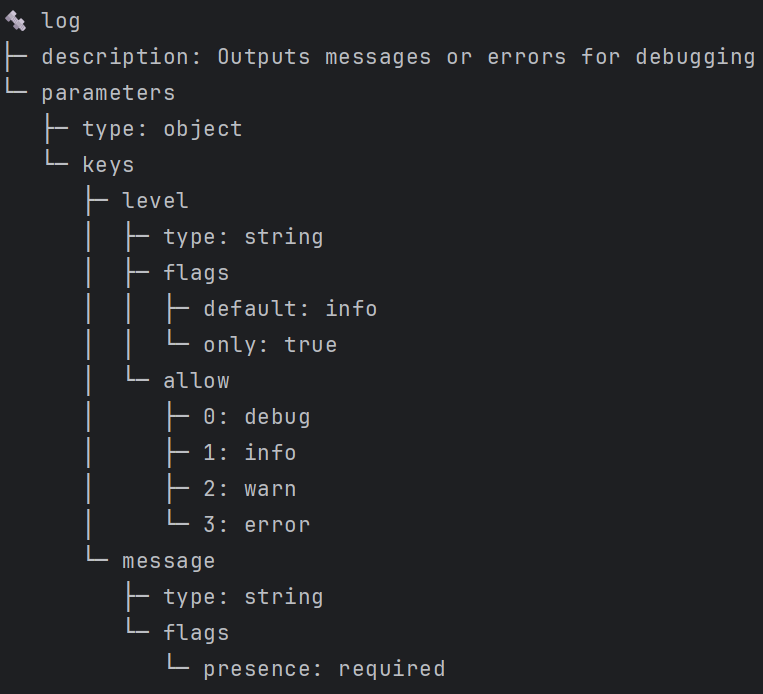 🔩 log
├─ description: Outputs messages or errors for debugging
└─ parameters
   ├─ type: object
   └─ keys
      ├─ level
      │  ├─ type: string
      │  ├─ flags
      │  │  ├─ default: info
      │  │  └─ only: true
      │  └─ allow
      │     ├─ 0: debug
      │     ├─ 1: info
      │     ├─ 2: warn
      │     └─ 3: error
      └─ message
         ├─ type: string
         └─ flags
            └─ presence: required